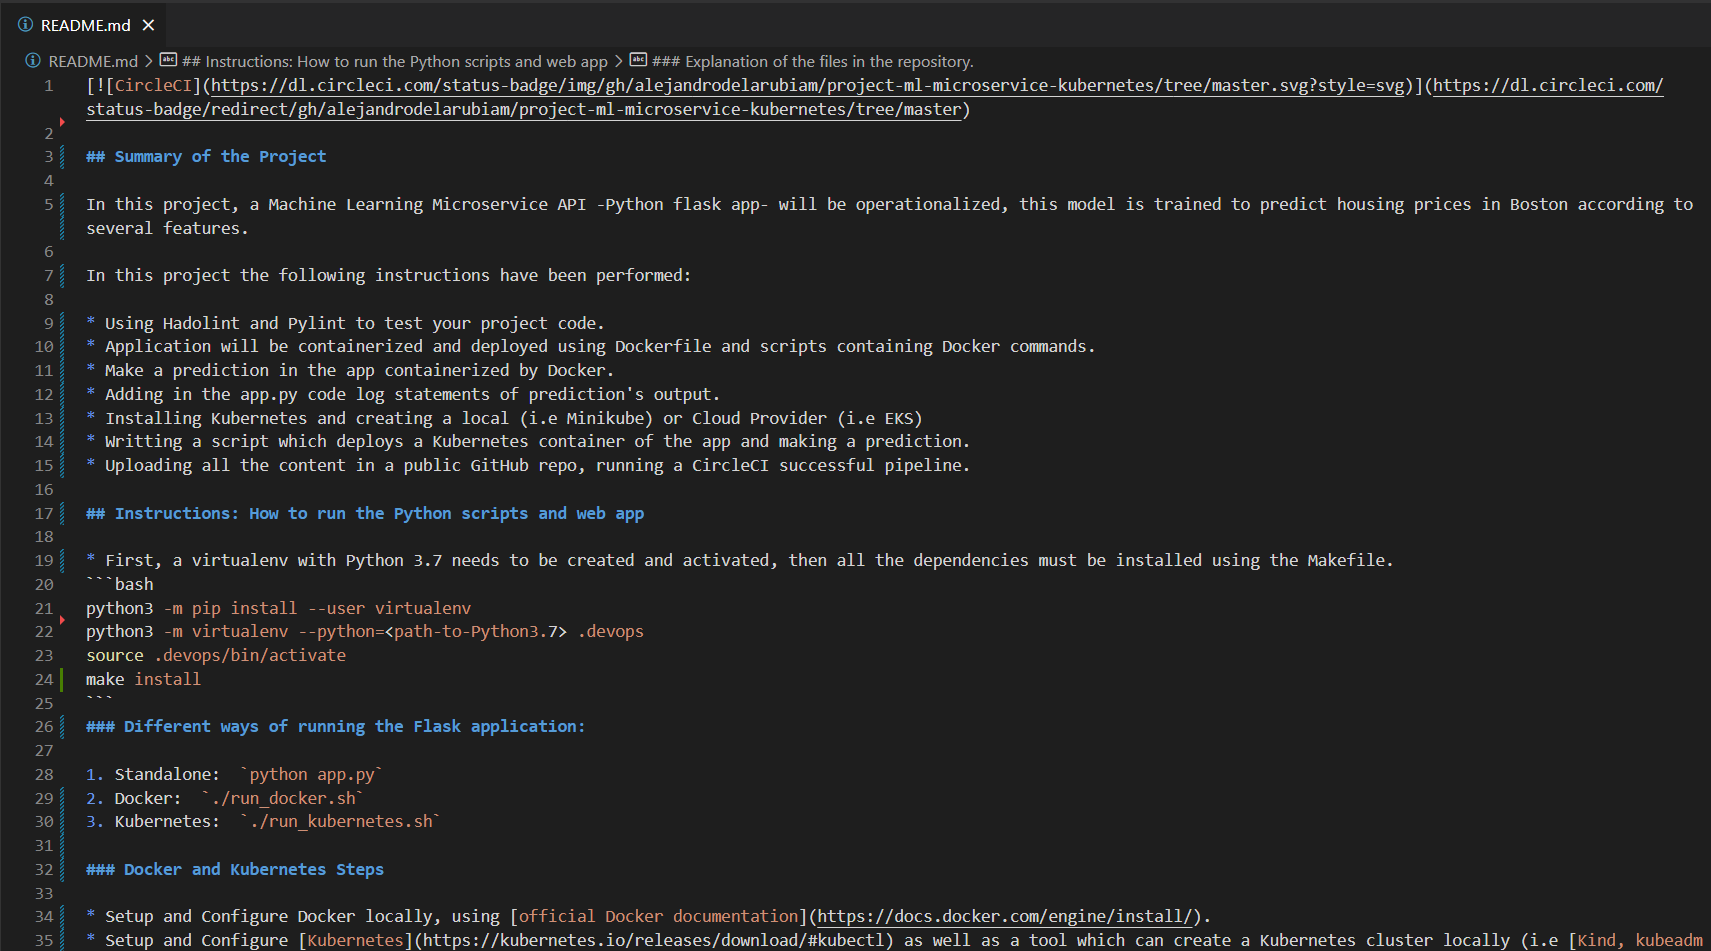 README.md
README.md > ## Instructions: How to run the Python scripts and web app > ### Explanation of the files in the repository.
1 [![CircleCI](https://dl.circleci.com/status-badge/img/gh/alejandrodelarubiam/project-ml-microservice-kubernetes/tree/master.svg?style=svg)](https://dl.circleci.com/
status-badge/redirect/gh/alejandrodelarubiam/project-ml-microservice-kubernetes/tree/master)
2
3 ## Summary of the Project
4
5 In this project, a Machine Learning Microservice API -Python flask app- will be operationalized, this model is trained to predict housing prices in Boston according to
several features.
6
7 In this project the following instructions have been performed:
8
9 * Using Hadolint and Pylint to test your project code.
10 * Application will be containerized and deployed using Dockerfile and scripts containing Docker commands.
11 * Make a prediction in the app containerized by Docker.
12 * Adding in the app.py code log statements of prediction's output.
13 * Installing Kubernetes and creating a local (i.e Minikube) or Cloud Provider (i.e EKS)
14 * Writting a script which deploys a Kubernetes container of the app and making a prediction.
15 * Uploading all the content in a public GitHub repo, running a CircleCI successful pipeline.
16
17 ## Instructions: How to run the Python scripts and web app
18
19 * First, a virtualenv with Python 3.7 needs to be created and activated, then all the dependencies must be installed using the Makefile.
20 ```bash
21 python3 -m pip install --user virtualenv
22 python3 -m virtualenv --python=<path-to-Python3.7> .devops
23 source .devops/bin/activate
24 make install
25 ```
26 ### Different ways of running the Flask application:
27
28 1. Standalone:  `python app.py`
29 2. Docker:  `./run_docker.sh`
30 3. Kubernetes:  `./run_kubernetes.sh`
31
32 ### Docker and Kubernetes Steps
33
34 * Setup and Configure Docker locally, using [official Docker documentation](https://docs.docker.com/engine/install/).
35 * Setup and Configure [Kubernetes](https://kubernetes.io/releases/download/#kubectl) as well as a tool which can create a Kubernetes cluster locally (i.e [Kind, kubeadm